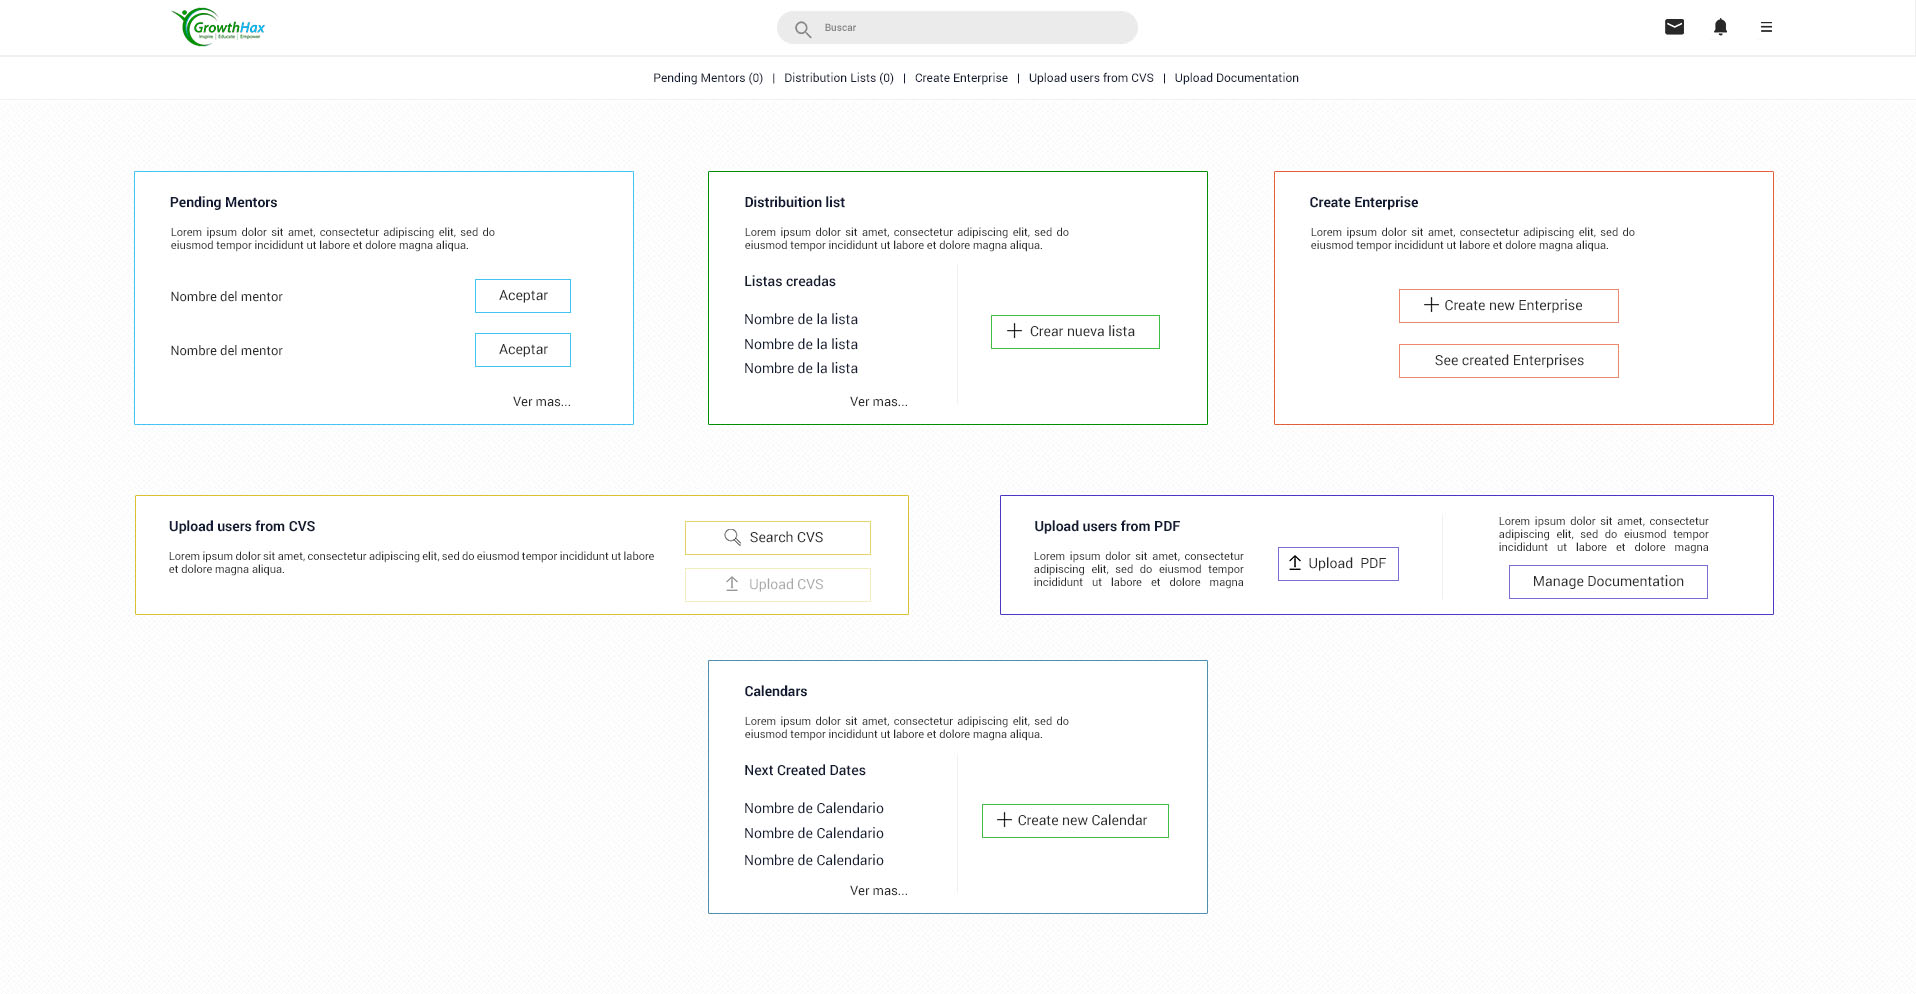 GrowthHax
Inspire | Educate | Empower
Buscar
Pending Mentors (0) | Distribution Lists (0) | Create Enterprise | Upload users from CVS | Upload Documentation
Pending Mentors
Lorem ipsum dolor sit amet, consectetur adipiscing elit, sed do
eiusmod tempor incididunt ut labore et dolore magna aliqua.
Nombre del mentor
Aceptar
Nombre del mentor
Aceptar
Ver mas...
Distribuition list
Lorem ipsum dolor sit amet, consectetur adipiscing elit, sed do
eiusmod tempor incididunt ut labore et dolore magna aliqua.
Listas creadas
Nombre de la lista
Nombre de la lista
Nombre de la lista
Ver mas...
Crear nueva lista
Create Enterprise
Lorem ipsum dolor sit amet, consectetur adipiscing elit, sed do
eiusmod tempor incididunt ut labore et dolore magna aliqua.
Create new Enterprise
See created Enterprises
Upload users from CVS
Lorem ipsum dolor sit amet, consectetur adipiscing elit, sed do eiusmod tempor incididunt ut labore
et dolore magna aliqua.
Search CVS
Upload CVS
Upload users from PDF
Lorem ipsum dolor sit amet, consectetur
adipiscing elit, sed do eiusmod tempor
incididunt ut labore et dolore magna
Upload PDF
Lorem ipsum dolor sit amet, consectetur
adipiscing elit, sed do eiusmod tempor
incididunt ut labore et dolore magna
Manage Documentation
Calendars
Lorem ipsum dolor sit amet, consectetur adipiscing elit, sed do
eiusmod tempor incididunt ut labore et dolore magna aliqua.
Next Created Dates
Nombre de Calendario
Nombre de Calendario
Nombre de Calendario
Ver mas...
Create new Calendar